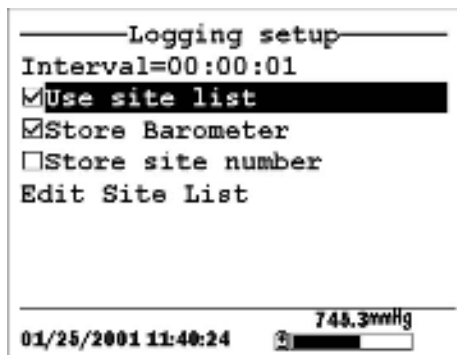 Logging setup
Interval=00:00:01
Use site list
Store Barometer
Store site number
Edit Site List
745.3mmHg
01/25/2001 11:40:24